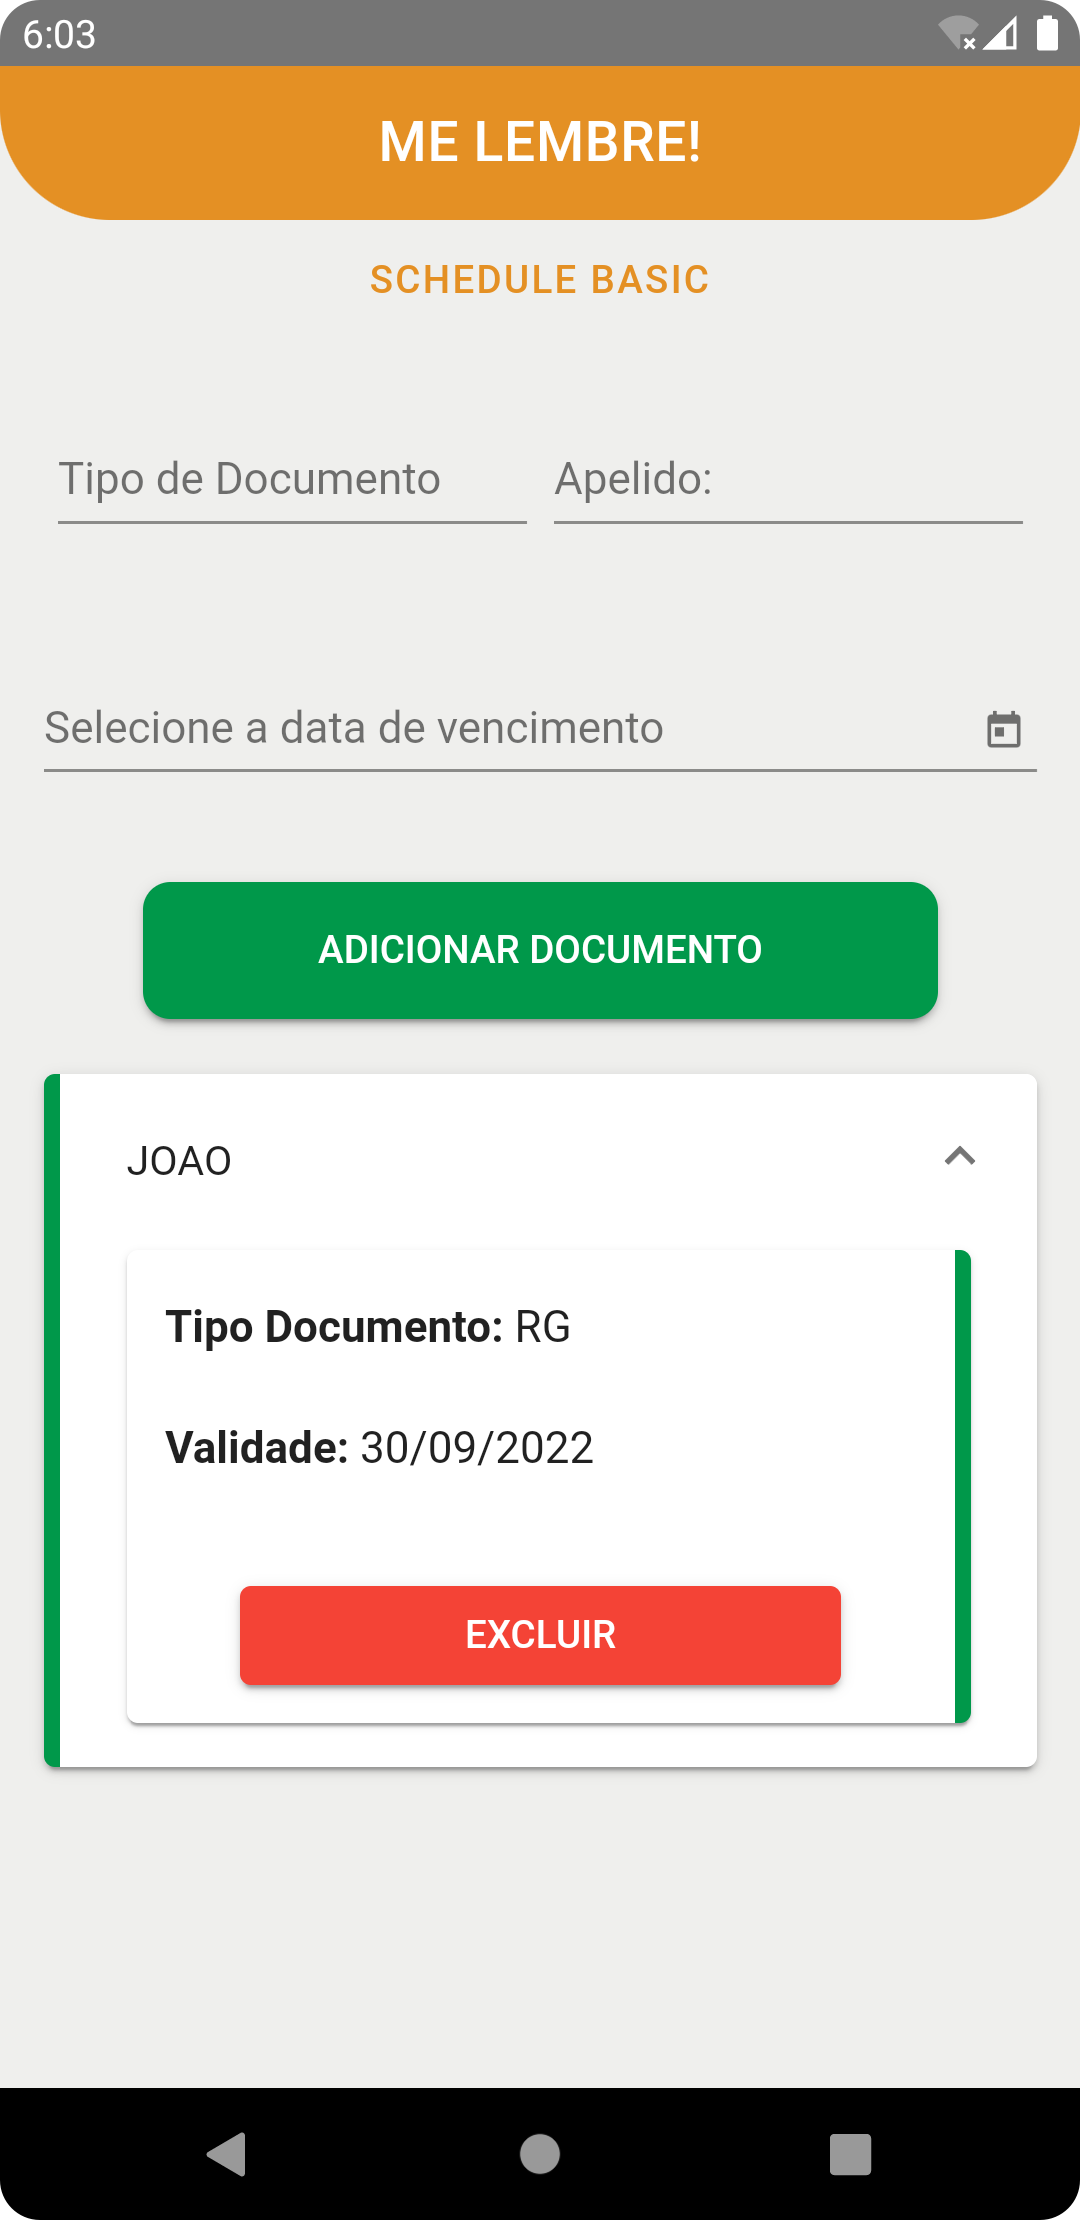 6:03
ME LEMBRE!
SCHEDULE BASIC
Tipo de Documento Apelido:
Selecione a data de vencimento
ADICIONAR DOCUMENTO
JOAO
Tipo Documento: RG
Validade: 30/09/2022
EXCLUIR